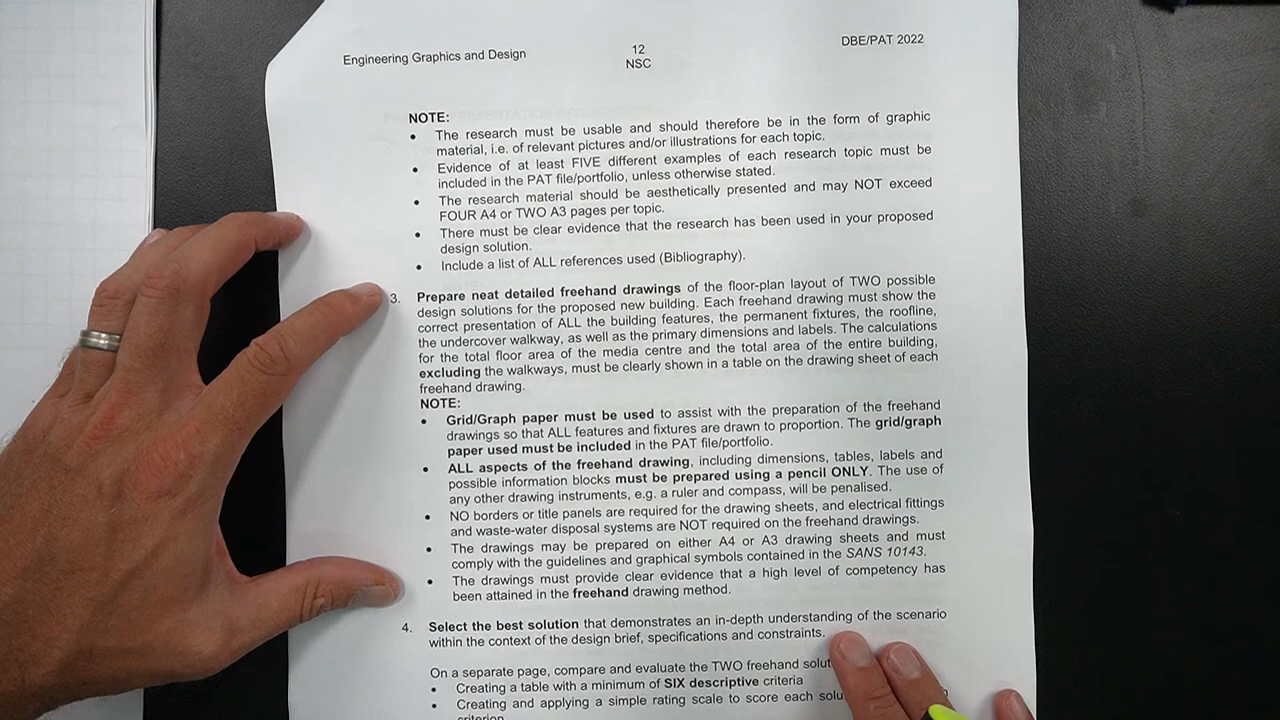 Engineering Graphics and Design
12
NSC
DBE/PAT 2022
NOTE:
• The research must be usable and should therefore be in the form of graphic
material, i.e. of relevant pictures and/or illustrations for each topic.
• Evidence of at least FIVE different examples of each research topic must be
included in the PAT file/portfolio, unless otherwise stated.
• The research material should be aesthetically presented and may NOT exceed
FOUR A4 or TWO A3 pages per topic.
• There must be clear evidence that the research has been used in your proposed
design solution.
• Include a list of ALL references used (Bibliography).
3. Prepare neat detailed freehand drawings of the floor-plan layout of TWO possible
design solutions for the proposed new building. Each freehand drawing must show the
correct presentation of ALL the building features, the permanent fixtures, the roofline,
the undercover walkway, as well as the primary dimensions and labels. The calculations
for the total floor area of the media centre and the total area of the entire building,
excluding the walkways, must be clearly shown in a table on the drawing sheet of each
freehand drawing.
NOTE:
• Grid/Graph paper must be used to assist with the preparation of the freehand
drawings so that ALL features and fixtures are drawn to proportion. The grid/graph
paper used must be included in the PAT file/portfolio.
• ALL aspects of the freehand drawing, including dimensions, tables, labels and
possible information blocks must be prepared using a pencil ONLY. The use of
any other drawing instruments, e.g. a ruler and compass, will be penalised.
• NO borders or title panels are required for the drawing sheets, and electrical fittings
and waste-water disposal systems are NOT required on the freehand drawings.
• The drawings may be prepared on either A4 or A3 drawing sheets and must
comply with the guidelines and graphical symbols contained in the SANS 10143.
• The drawings must provide clear evidence that a high level of competency has
been attained in the freehand drawing method.
4. Select the best solution that demonstrates an in-depth understanding of the scenario
within the context of the design brief, specifications and constraints.
On a separate page, compare and evaluate the TWO freehand solut
• Creating a table with a minimum of SIX descriptive criteria
• Creating and applying a simple rating scale to score each solu
criterion